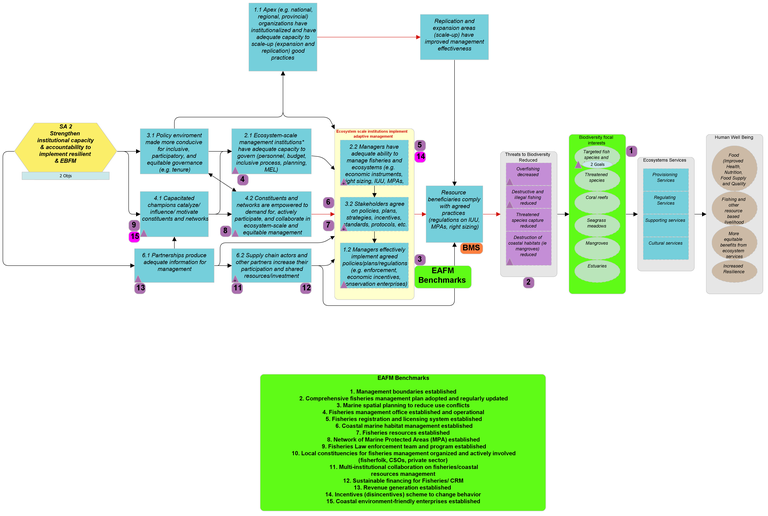 1.1 Apex (e.g. national,
regional, provincial)
organizations have
institutionalized and have
adequate capacity to
scale-up (expansion and
replication) good
practices
Replication and
expansion areas
(scale-up) have
improved management
effectiveness
SA 2
Strengthen
institutional capacity
& accountability to
implement resilient
& EBFM
2 Objs
3.1 Policy enviroment
made more conducive
for inclusive,
participatory, and
equitable governance
(e.g. tenure)
2.1 Ecosystem-scale
management institutions*
have adequate capacity to
govern (personnel, budget,
inclusive process, planning,
MEL)
4
Ecosystem scale institutions implement
adaptive management
2.2 Managers have
adequate ability to
manage fisheries and
ecosystems (e.g.
economic instruments,
right sizing, IUU, MPAs,
5
14
4.1 Capacitated
champions catalyze/
influence/ motivate
constituents and networks
9
15
4.2 Constituents and
networks are empowered to
demand for, actively
participate, and collaborate in
ecosystem-scale and
equitable management
8
6
7
3.2 Stakeholders agree
on policies, plans,
strategies, incentives,
standards, protocols, etc.
6.1 Partnerships produce
adequate information for
management
13
6.2 Supply chain actors and
other partners increase their
participation and shared
resources/investment
11
12
1.2 Managers effectively
implement agreed
policies/plans/regulations
(e.g. enforcement,
economic incentives,
conservation enterprises)
3
EAFM
Benchmarks
Resource
beneficiaries comply
with agreed
practices
(regulations on IUU,
MPAs, right sizing)
BMS
Threats to Biodiversity
Reduced
Overfishing
decreased
Destructive and
illegal fishing
reduced
Threatened
species capture
reduced
Destruction of
coastal habitats (ie
mangroves)
reduced
2
Biodiversity focal
interests
1
Targeted fish
species and
2 Goals
Threatened
species
Coral reefs
Seagrass
meadows
Mangroves
Estuaries
Ecosystems Services
Provisioning
Services
Regulating
Services
Supporting services
Cultural services
Human Well Being
Food
(Improved
Health,
Nutrition,
Food Supply
and Quality)
Fishing and
other
resource
based
livelihood
More
equitable
benefits from
ecosystem
services
Increased
Resilience
EAFM Benchmarks
1. Management boundaries established
2. Comprehensive fisheries management plan adopted and regularly updated
3. Marine spatial planning to reduce use conflicts
4. Fisheries management office established and operational
5. Fisheries registration and licensing system established
6. Coastal marine habitat management established
7. Fisheries resources established
8. Network of Marine Protected Areas (MPA) established
9. Fisheries Law enforcement team and program established
10. Local constituencies for fisheries management organized and actively involved
(fisherfolk, CSOs, private sector)
11. Multi-institutional collaboration on fisheries/coastal
resources management
12. Sustainable financing for Fisheries/ CRM
13. Revenue generation established
14. Incentives (disincentives) scheme to change behavior
15. Coastal environment-friendly enterprises established